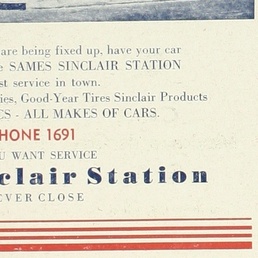 are being fixed up, have your car
SAMES SINCLAIR STATION
st service in town.
ies, Good-Year Tires Sinclair Products
ES - ALL MAKES OF CARS.
PHONE 1691
U WANT SERVICE
clair Station
EVER CLOSE